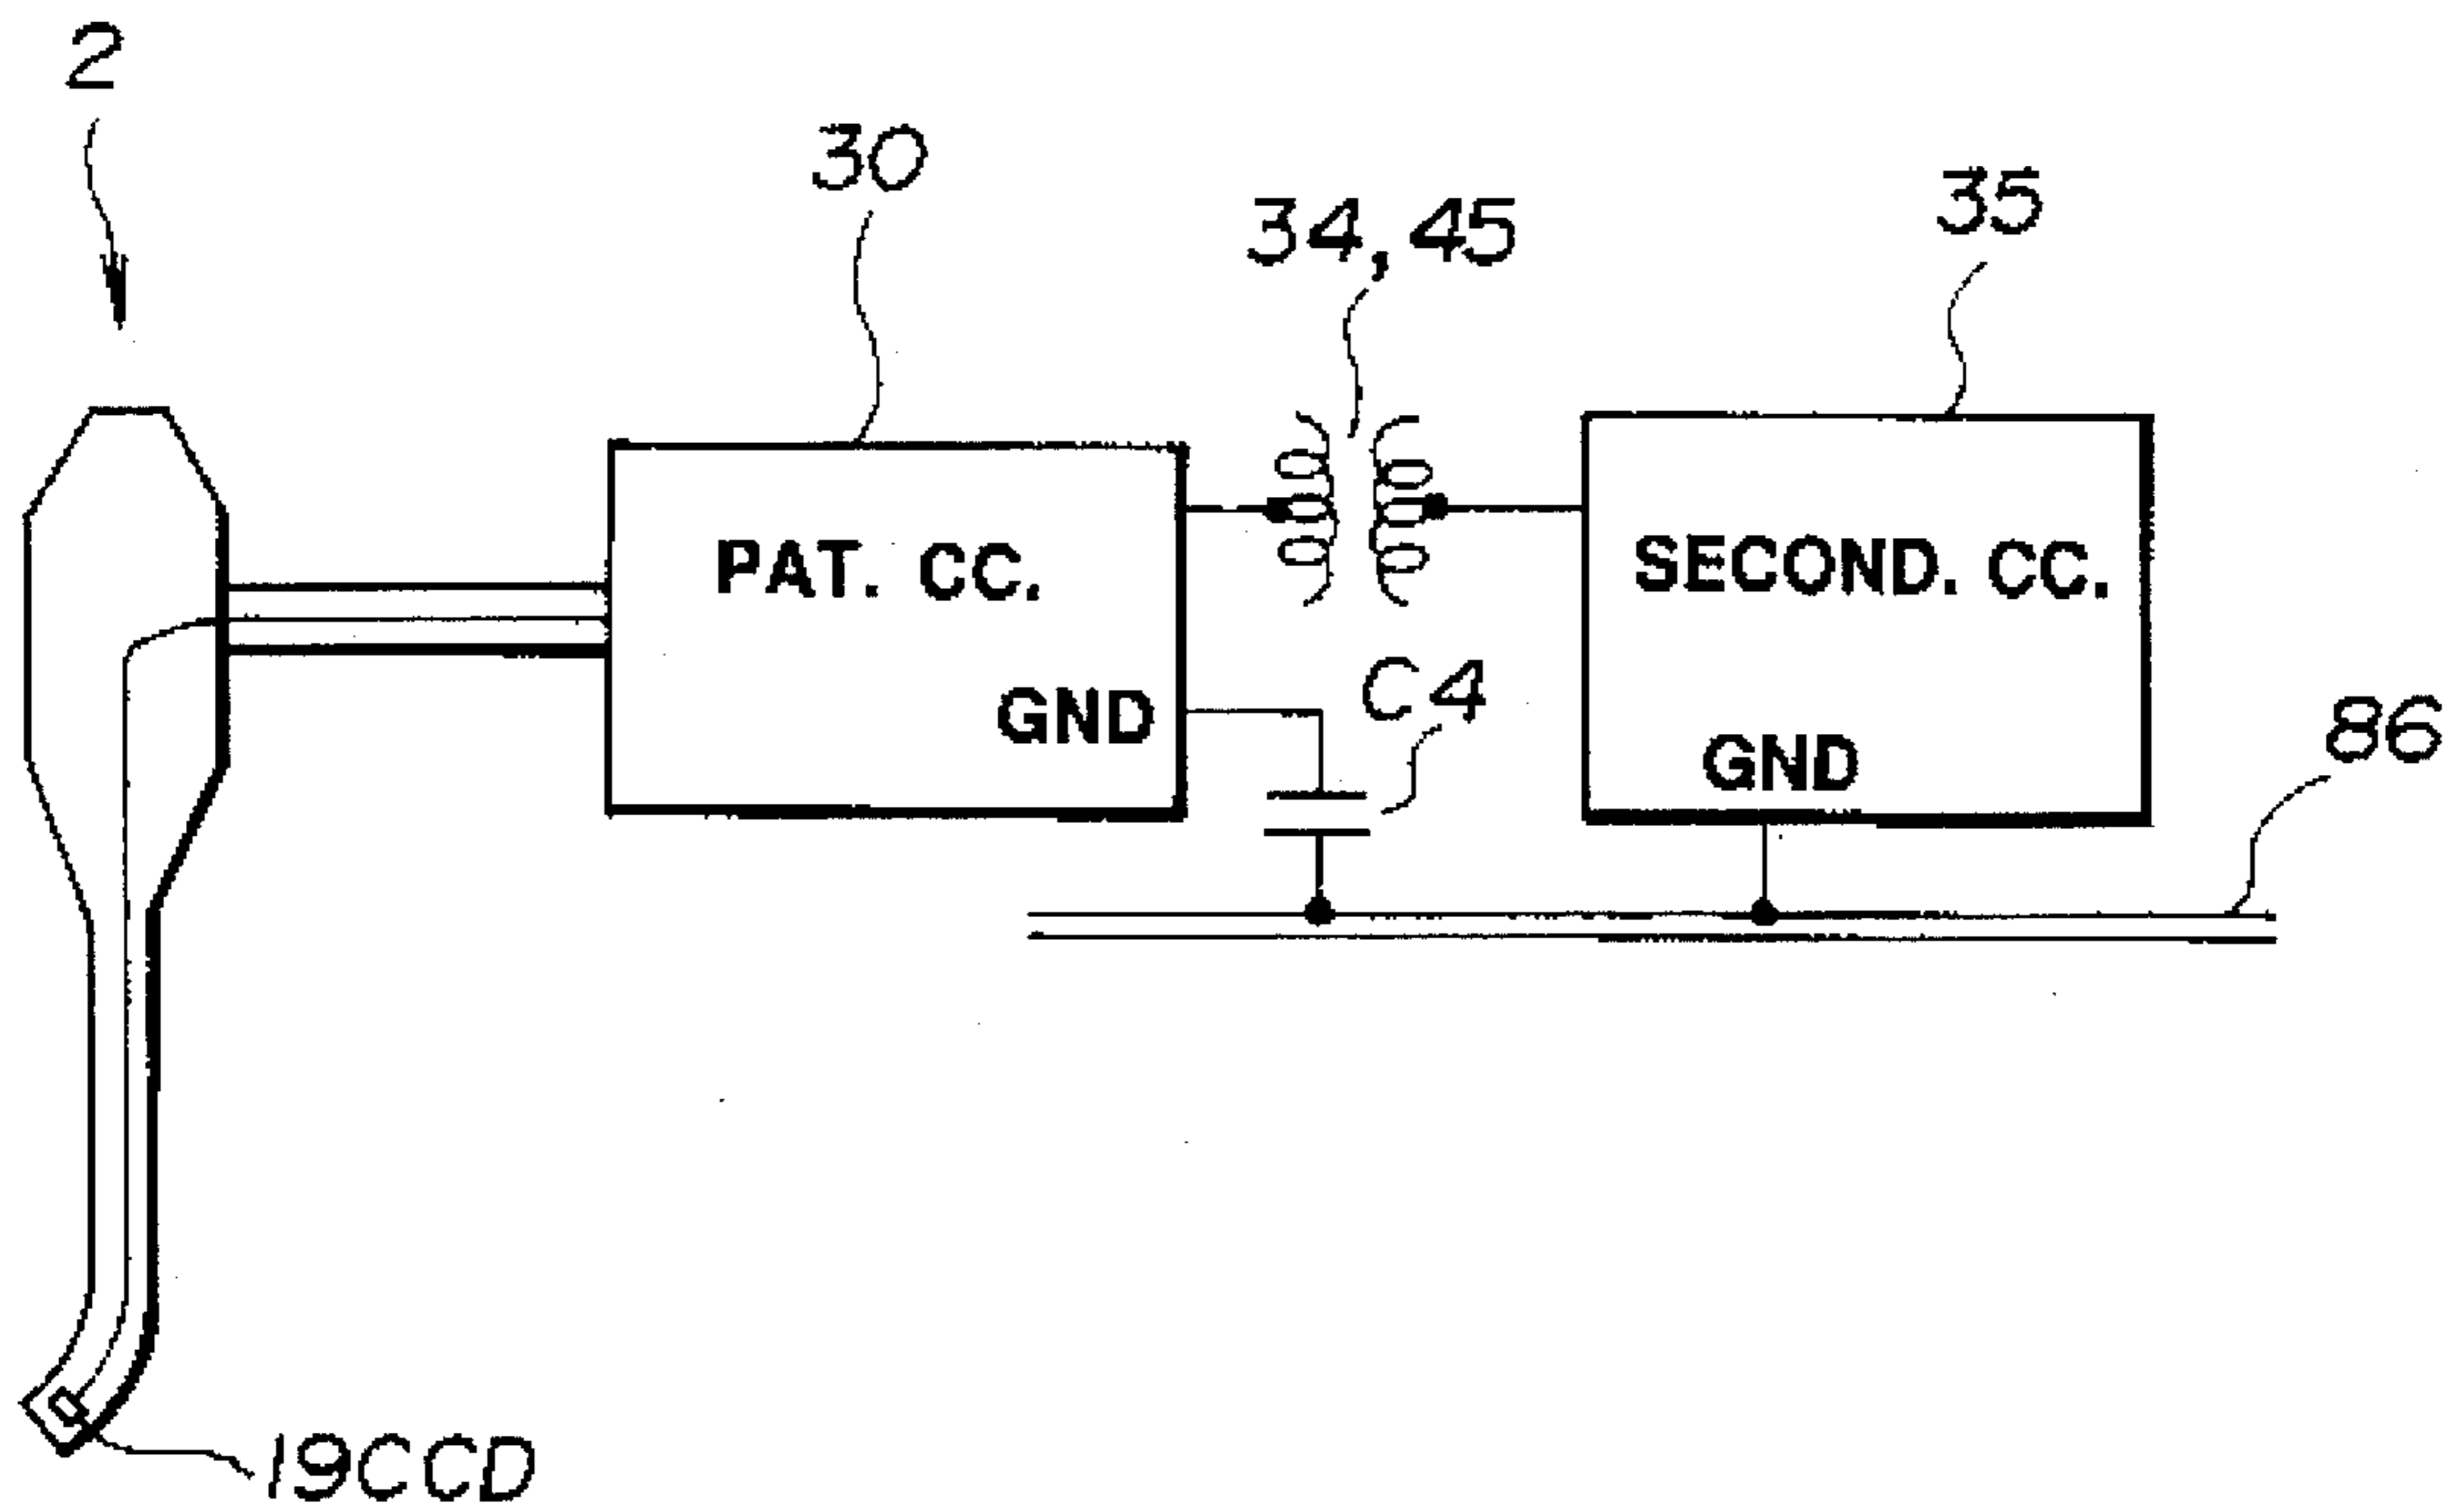 2
30
34,45
35
PAT. CC.
SECOND. CC.
GND
C4
GND
86
19CCD